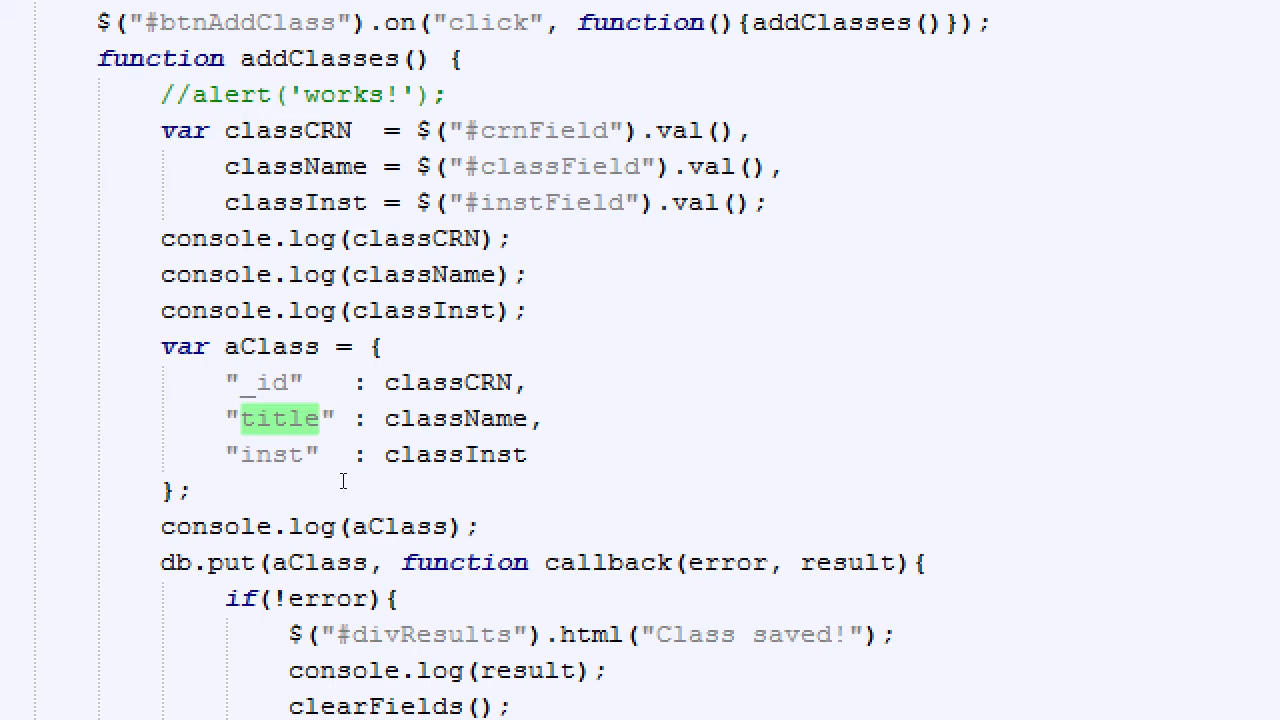 $("#btnAddClass").on("click", function(){addClasses()});
function addClasses() {
//alert('works!');
var classCRN  = $("#crnField").val(),
className = $("#classField").val(),
classInst = $("#instField").val();
console.log(classCRN);
console.log(className);
console.log(classInst);
var aClass = {
"_id"   : classCRN,
"title" : className,
"inst"  : classInst
};
console.log(aClass);
db.put(aClass, function callback(error, result){
if(!error){
$("#divResults").html("Class saved!");
console.log(result);
clearFields();